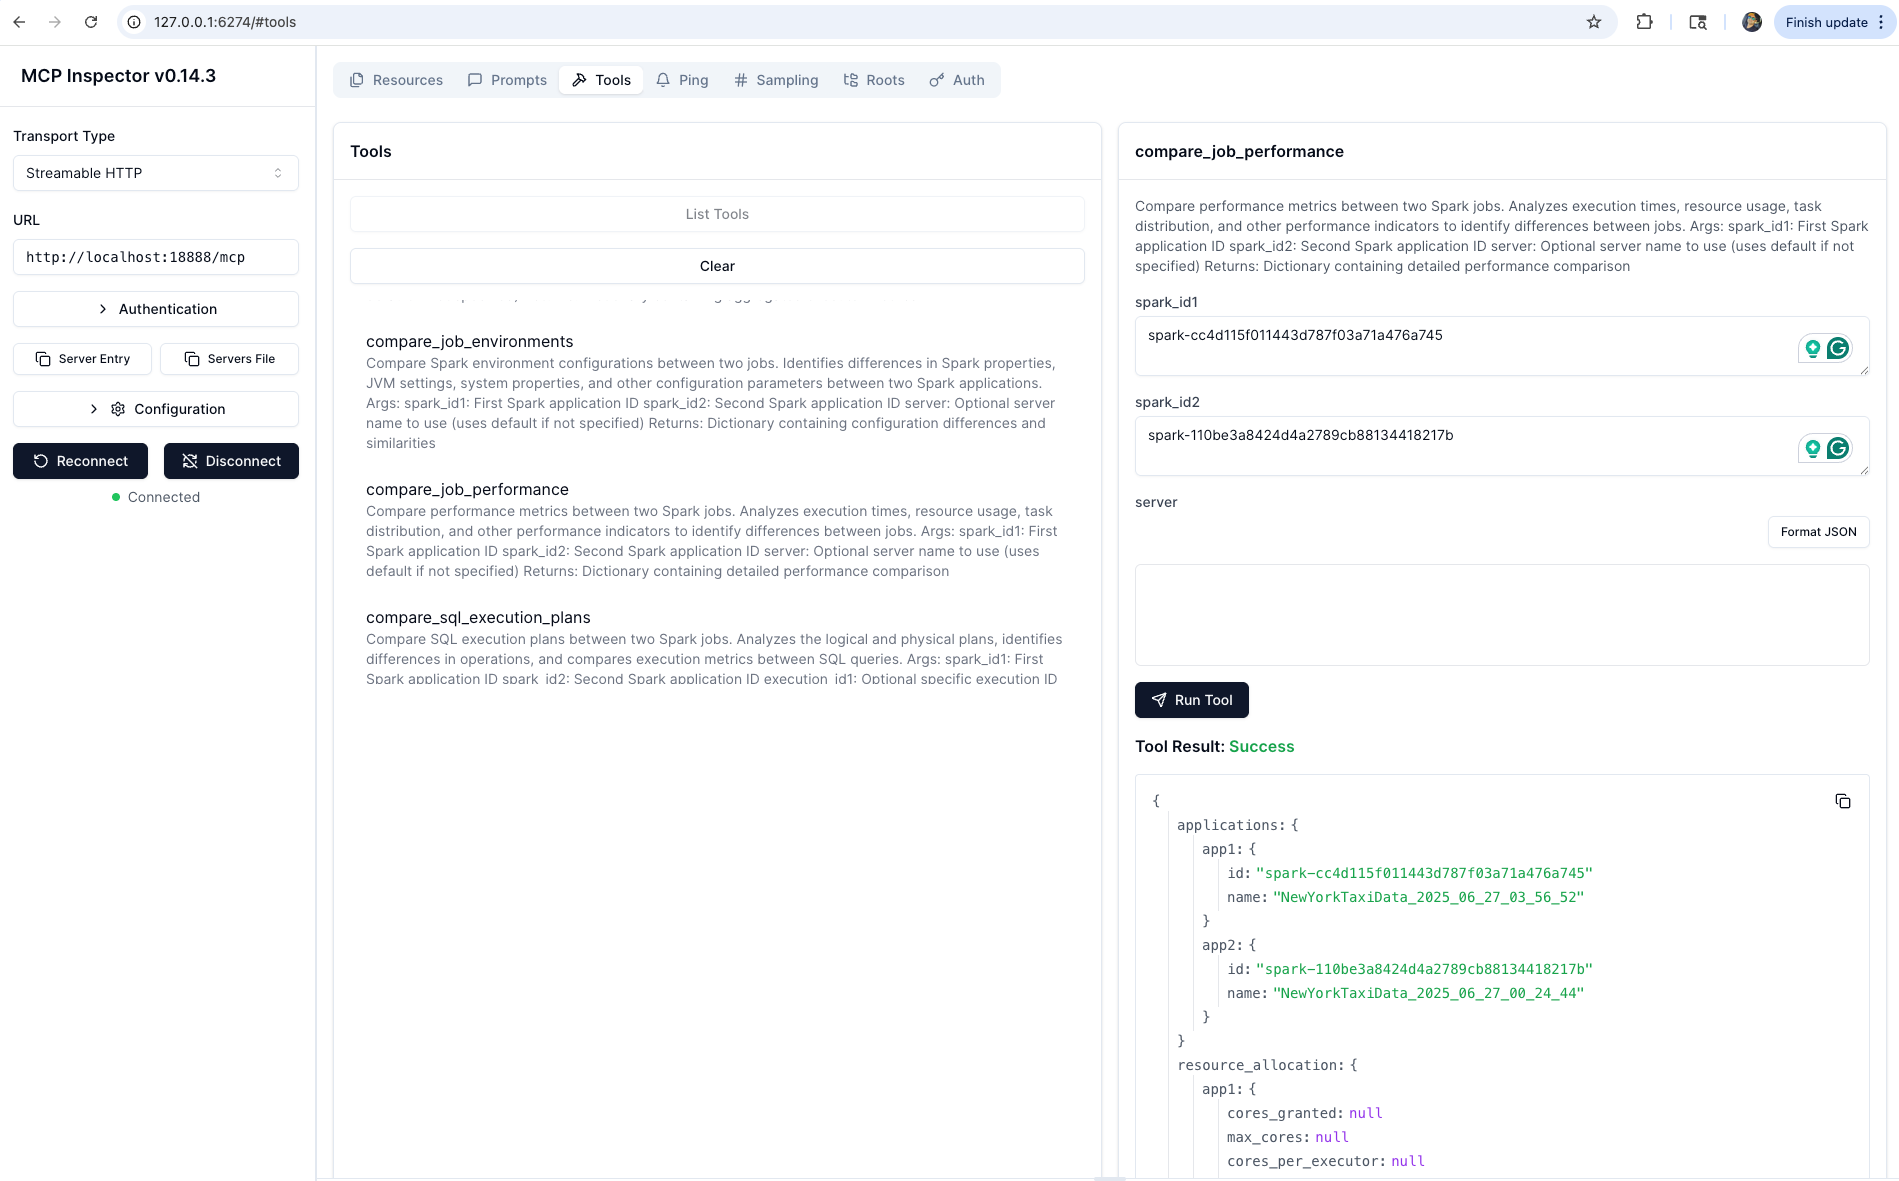 127.0.0.1:6274/#tools
Finish update
MCP Inspector v0.14.3
Transport Type
Streamable HTTP
URL
http://localhost:18888/mcp
Authentication
Server Entry
Servers File
Configuration
Reconnect
Disconnect
Connected
Resources
Prompts
Tools
Ping
Sampling
Roots
Auth
Tools
List Tools
Clear
compare_job_environments
Compare Spark environment configurations between two jobs. Identifies differences in Spark properties,
JVM settings, system properties, and other configuration parameters between two Spark applications.
Args: spark_id1: First Spark application ID spark_id2: Second Spark application ID server: Optional server
name to use (uses default if not specified) Returns: Dictionary containing configuration differences and
similarities
compare_job_performance
Compare performance metrics between two Spark jobs. Analyzes execution times, resource usage, task
distribution, and other performance indicators to identify differences between jobs. Args: spark_id1: First
Spark application ID spark_id2: Second Spark application ID server: Optional server name to use (uses
default if not specified) Returns: Dictionary containing detailed performance comparison
compare_sql_execution_plans
Compare SQL execution plans between two Spark jobs. Analyzes the logical and physical plans, identifies
differences in operations, and compares execution metrics between SQL queries. Args: spark_id1: First
Spark application ID spark_id2: Second Spark application ID execution_id1: Optional specific execution ID
compare_job_performance
Compare performance metrics between two Spark jobs. Analyzes execution times, resource usage, task
distribution, and other performance indicators to identify differences between jobs. Args: spark_id1: First Spark
application ID spark_id2: Second Spark application ID server: Optional server name to use (uses default if not
specified) Returns: Dictionary containing detailed performance comparison
spark_id1
spark-cc4d115f011443d787f03a71a476a745
spark_id2
spark-110be3a8424d4a2789cb88134418217b
server
Format JSON
Run Tool
Tool Result: Success
{
applications: {
app1: {
id: "spark-cc4d115f011443d787f03a71a476a745"
name: "NewYorkTaxiData_2025_06_27_03_56_52"
}
app2: {
id: "spark-110be3a8424d4a2789cb88134418217b"
name: "NewYorkTaxiData_2025_06_27_00_24_44"
}
}
resource_allocation: {
app1: {
cores_granted: null
max_cores: null
cores_per_executor: null